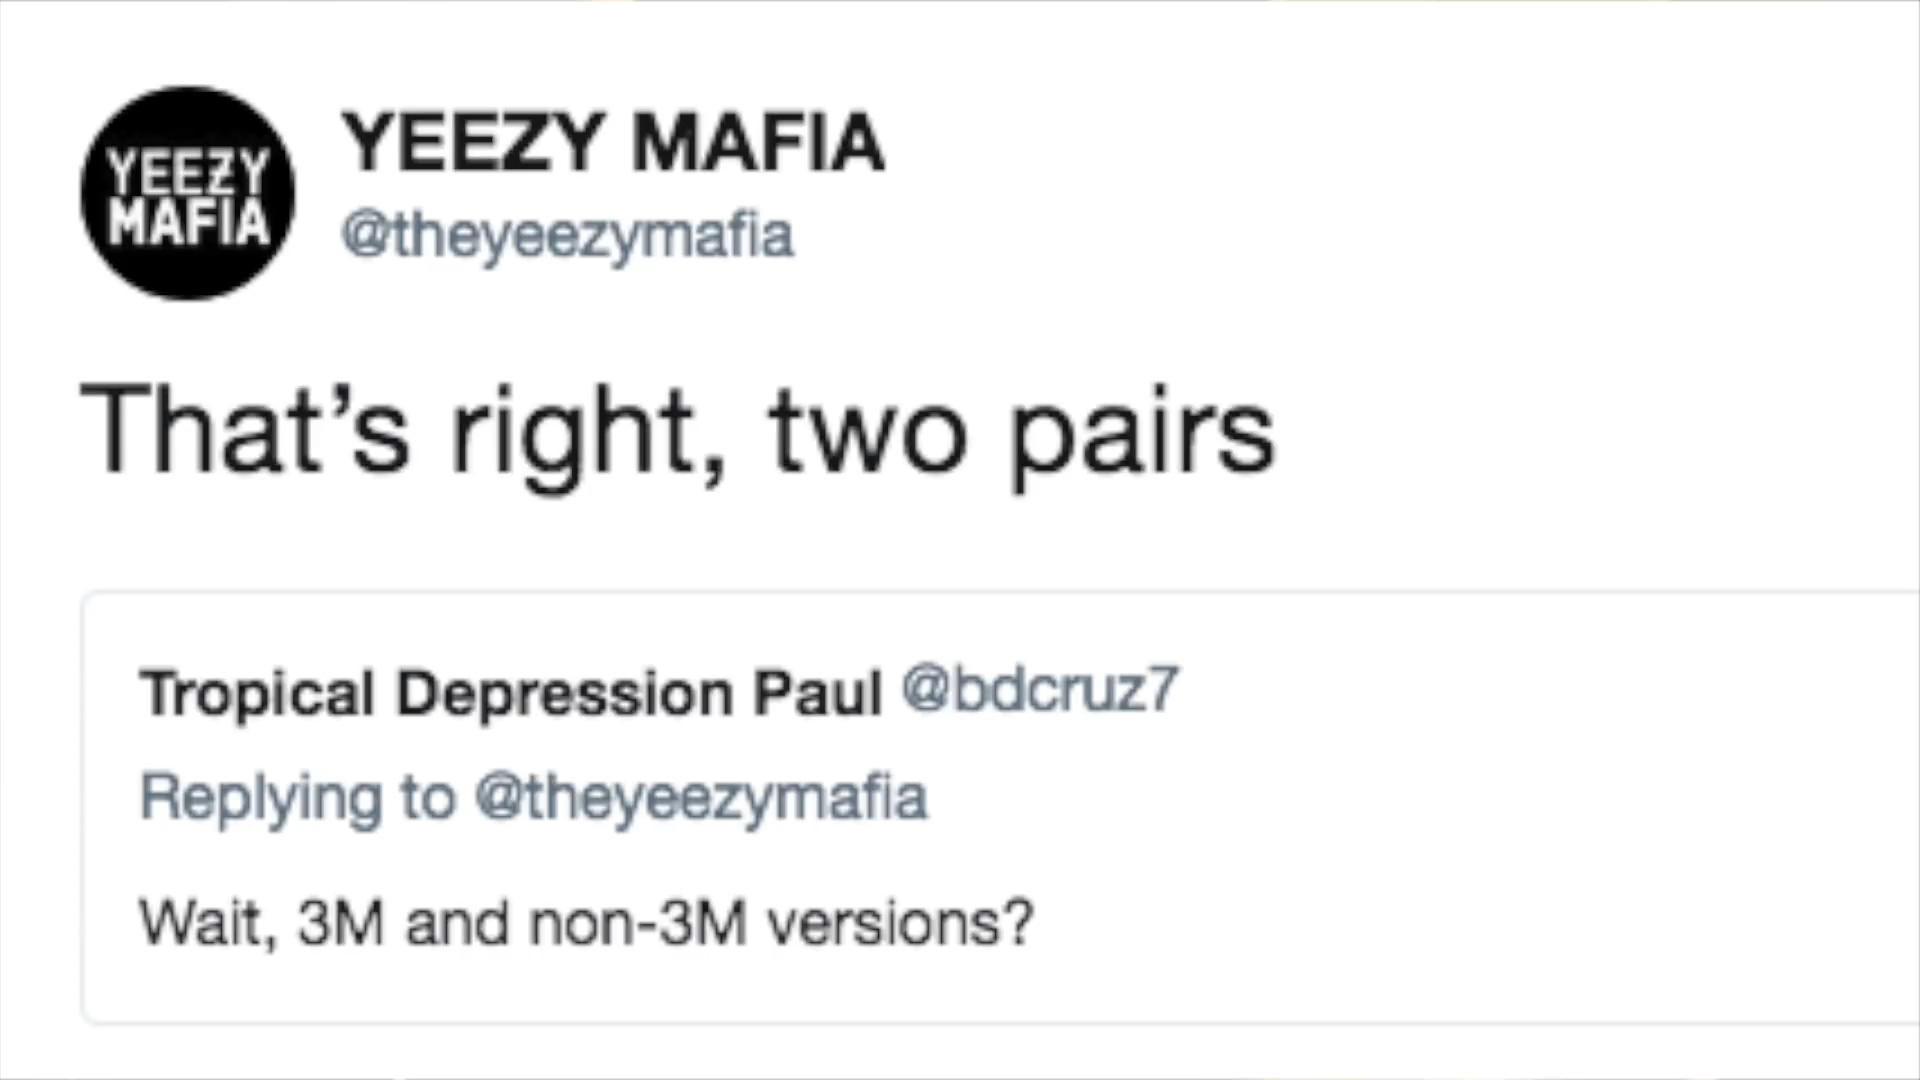 YEEZY
MAFIA
YEEZY MAFIA
@theyeezymafia
That’s right, two pairs
Tropical Depression Paul @bdcruz7
Replying to @theyeezymafia
Wait, 3M and non-3M versions?